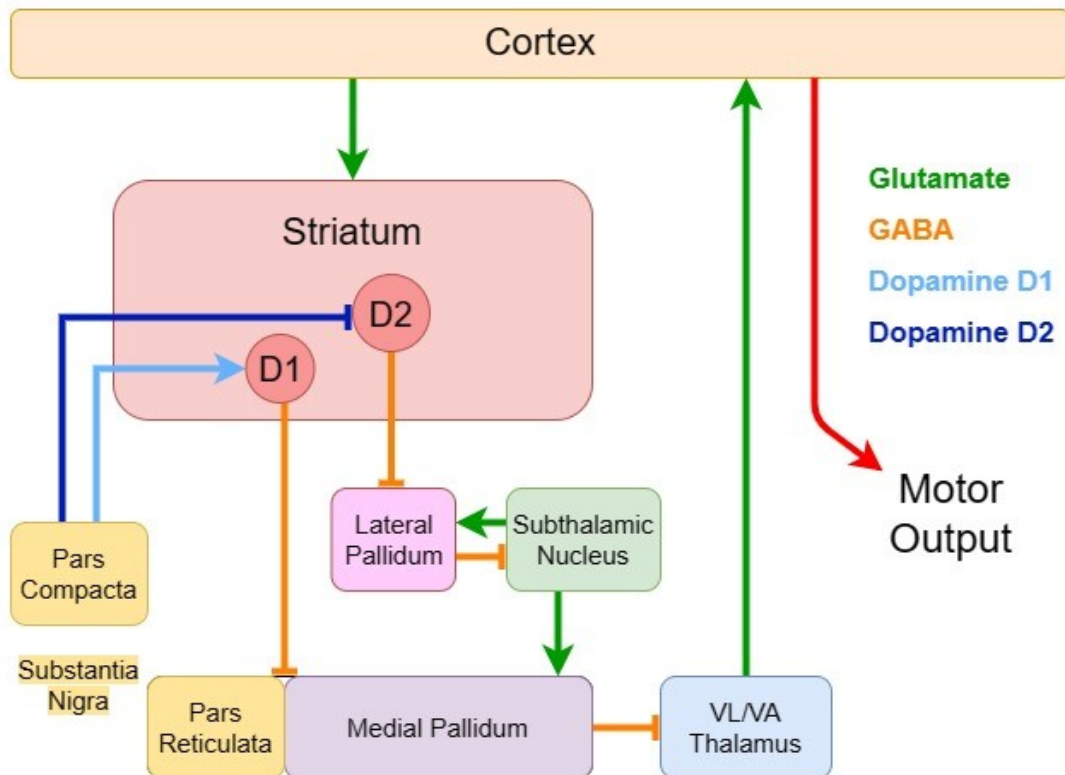 Cortex
Striatum
D2
D1
Glutamate
GABA
Dopamine D1
Dopamine D2
Lateral
Pallidum
Subthalamic
Nucleus
Motor
Output
Pars
Compacta
Substantia
Nigra
Pars
Reticulata
Medial Pallidum
VL/VA
Thalamus